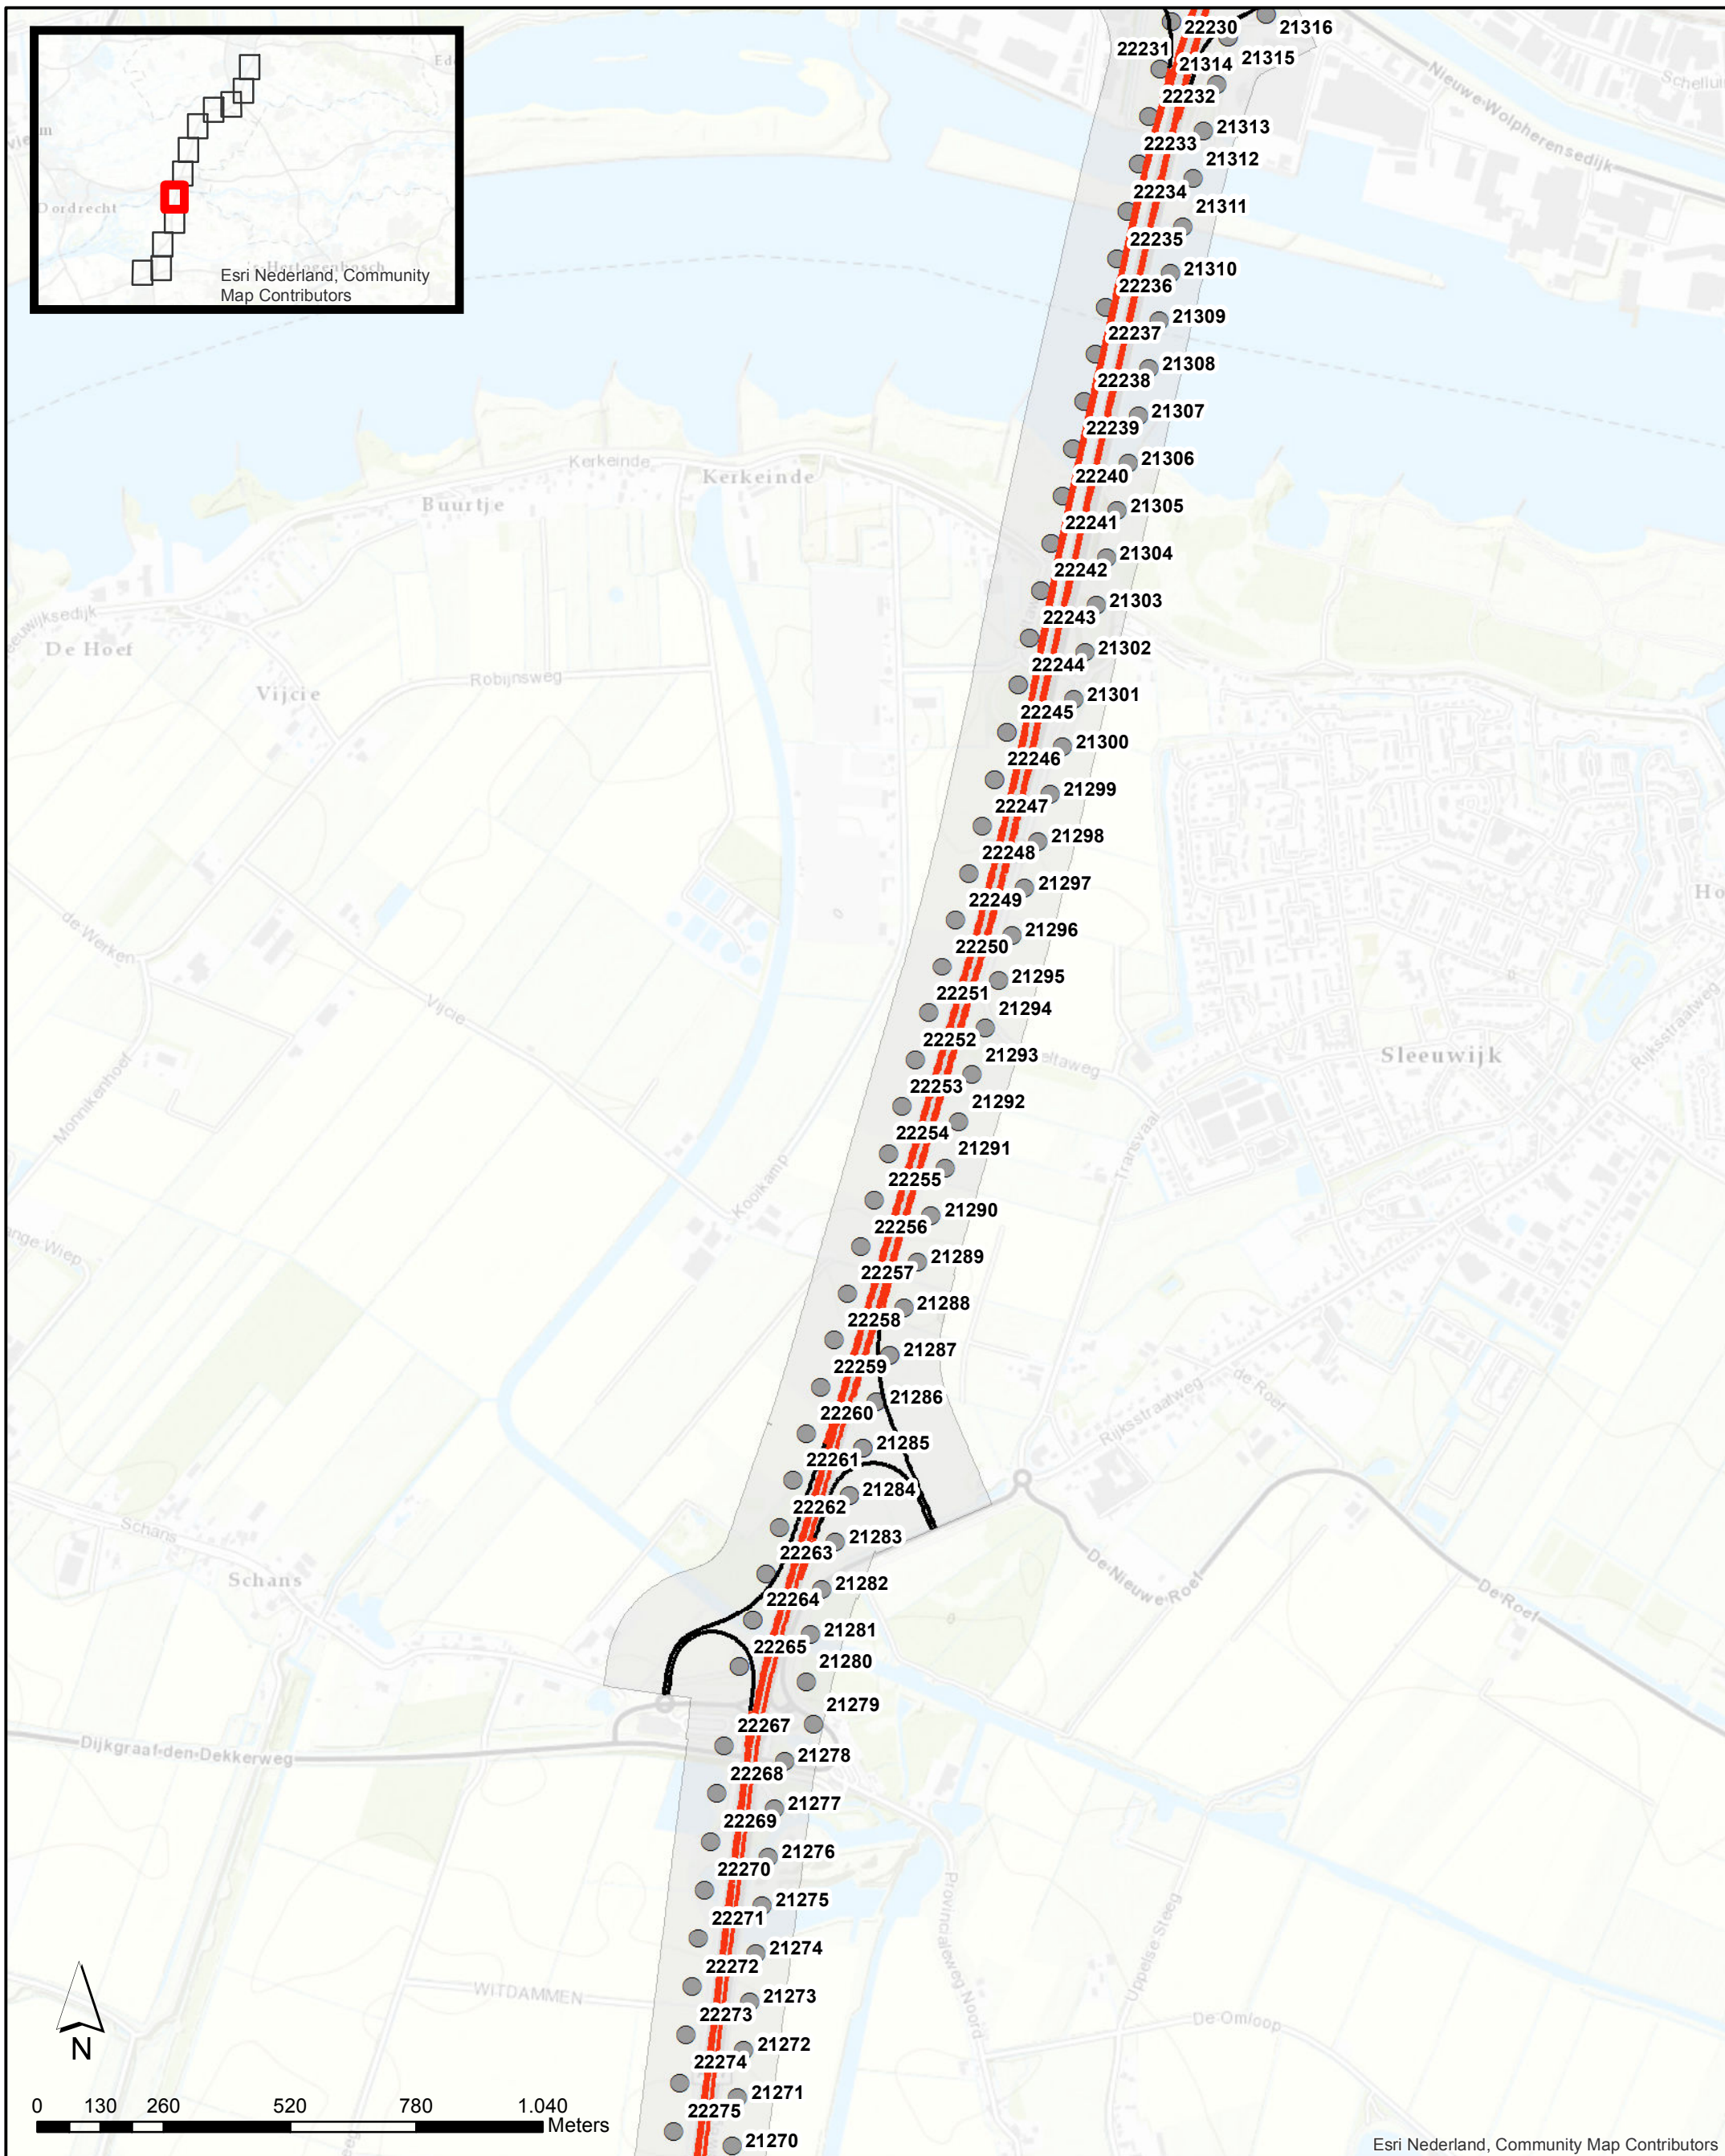 Dordrecht
's Hertogenbosch
Esri Nederland, Community
Map Contributors
22230
21316
22231
21314
21315
Nieuwe-Wolpherensedijk
22232
21313
22233
21312
22234
21311
22235
21310
22236
21309
22237
21308
22238
21307
22239
21306
Kerkeinde
Kerkeinde
22240
Buurtje
21305
22241
21304
22242
21303
22243
De Hoef
21302
22244
Robijnsweg
Vijcie
21301
22245
21300
22246
21299
22247
21298
22248
21297
22249
de Werken
21296
22250
21295
22251
Vijcie
21294
22252
Sleeuwijk
Rijksstraatweg
21293
eltaweg
22253
Monnikenhoef
21292
22254
Transvaal
21291
22255
Kooikamp
21290
22256
21289
22257
21288
22258
21287
22259
de Roef
21286
22260
Rijksstraatweg
21285
22261
21284
22262
Schans
21283
22263
De-Nieuwe-Roef
Schans
21282
22264
De-Roef
21281
22265
21280
21279
22267
Dijkgraaf-den-Dekkerweg
21278
22268
21277
22269
21276
22270
21275
22271
Provincialeweg Noord
Uppelse Steeg
21274
22272
WITDAMMEN
21273
22273
De Omloop
21272
22274
21271
22275
21270
N
0 130 260 520 780 1.040
Meters
Esri Nederland, Community Map Contributors